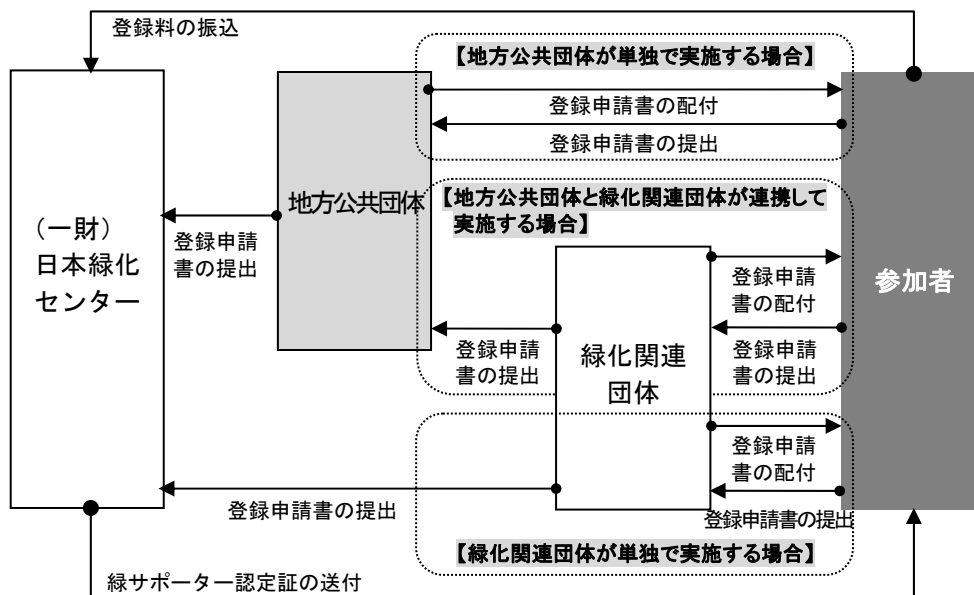 登録料の振込
【地方公共団体が単独で実施する場合】
登録申請書の配付
登録申請書の提出
地方公共団体
【地方公共団体と緑化関連団体が連携して
実施する場合】
（一財）
日本緑化
センター
登録申請
書の提出
登録申請
書の配付
参加者
登録申請
書の提出
緑化関連
団体
登録申請
書の提出
登録申請
書の配付
登録申請書の提出
登録申請書の提出
【緑化関連団体が単独で実施する場合】
緑サポーター認定証の送付